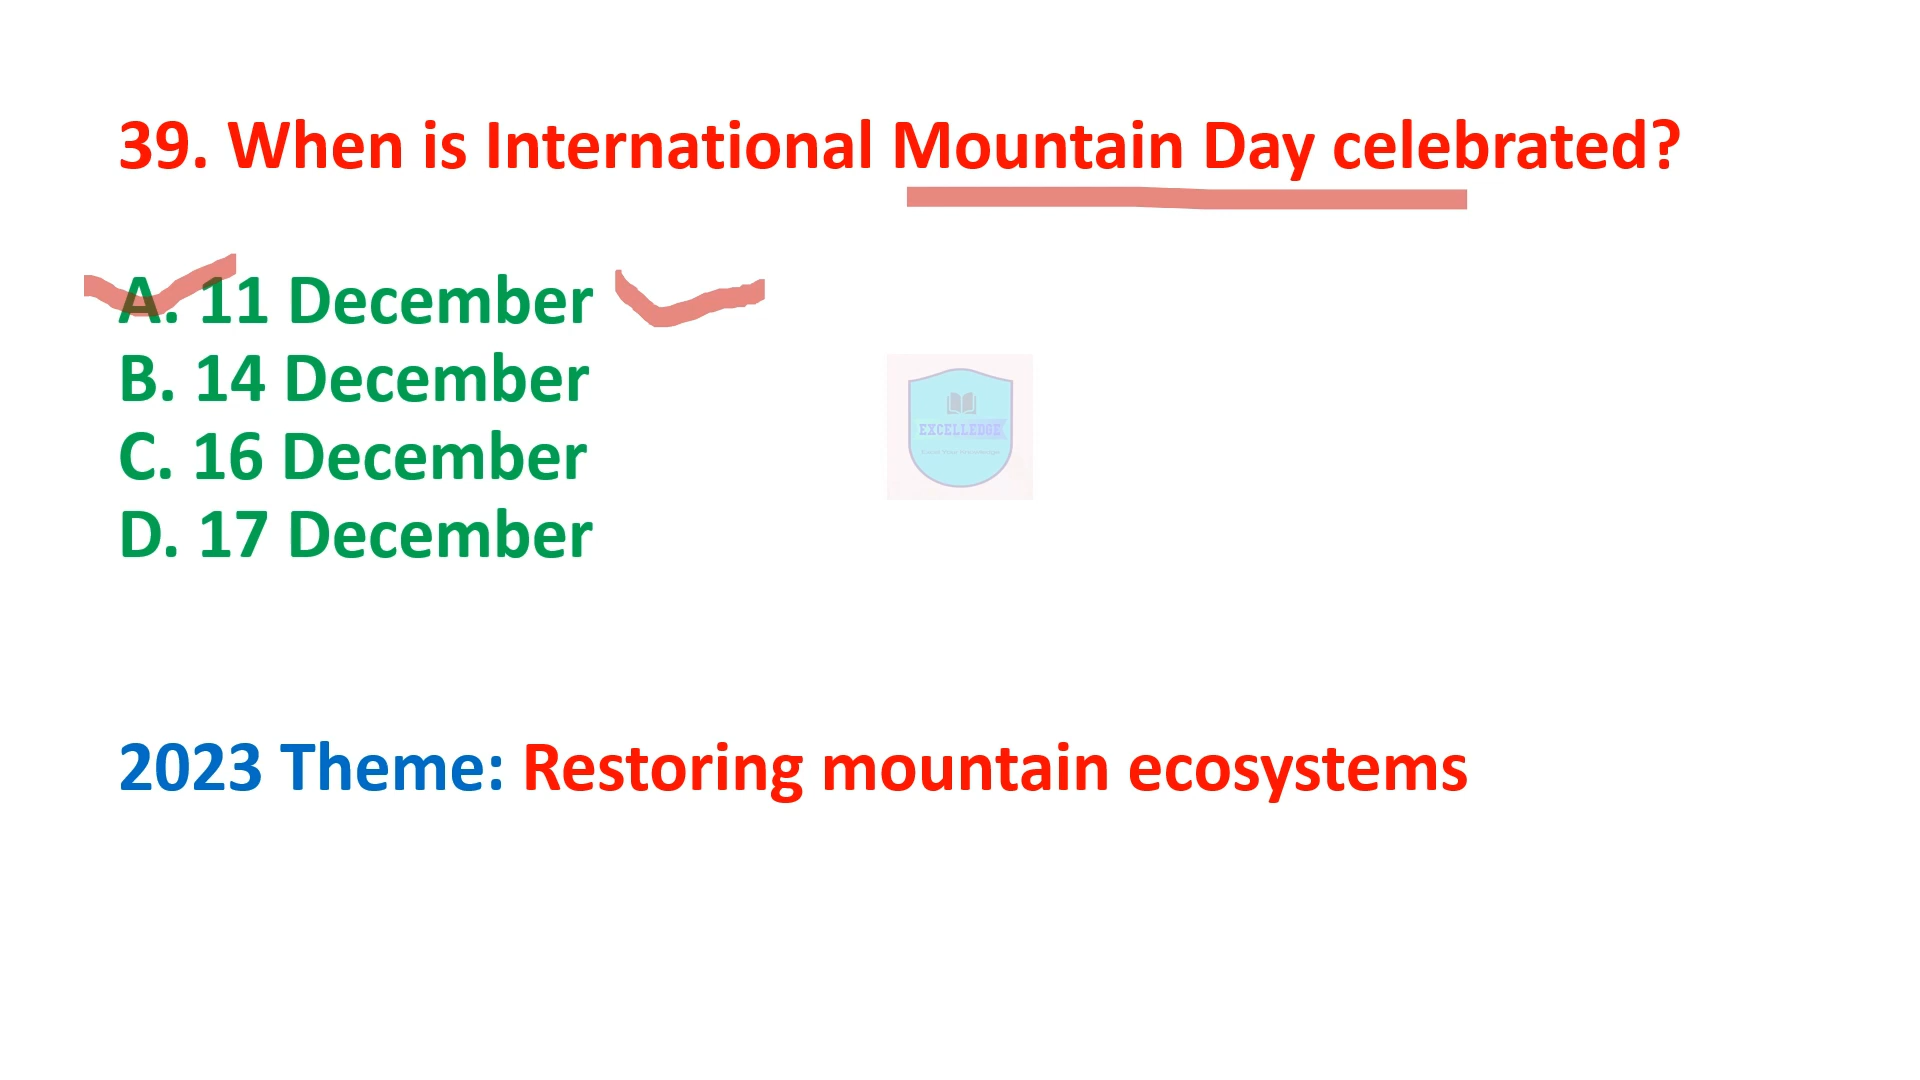 39. When is International Mountain Day celebrated?
A. 11 December
B. 14 December
C. 16 December
D. 17 December
EXCELLEDGE
2023 Theme: Restoring mountain ecosystems